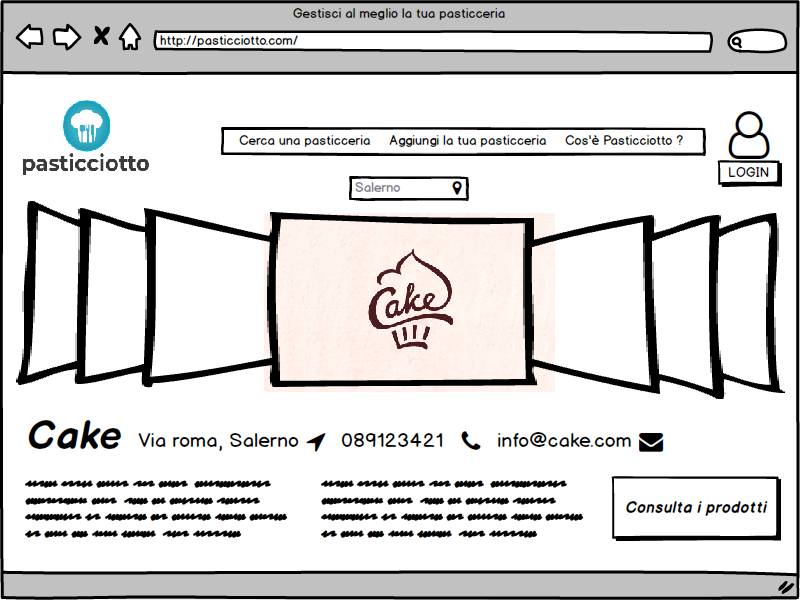 Gestisci al meglio la tua pasticceria
http://pasticciotto.com/
pasticciotto
Cerca una pasticceria Aggiungi la tua pasticceria Cos'è Pasticciotto ?
LOGIN
Salerno
Cake
Cake Via roma, Salerno 089123421 info@cake.com
Consulta i prodotti